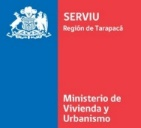 SERVIU
Región de Tarapacá
Ministerio de
Vivienda y
Urbanismo